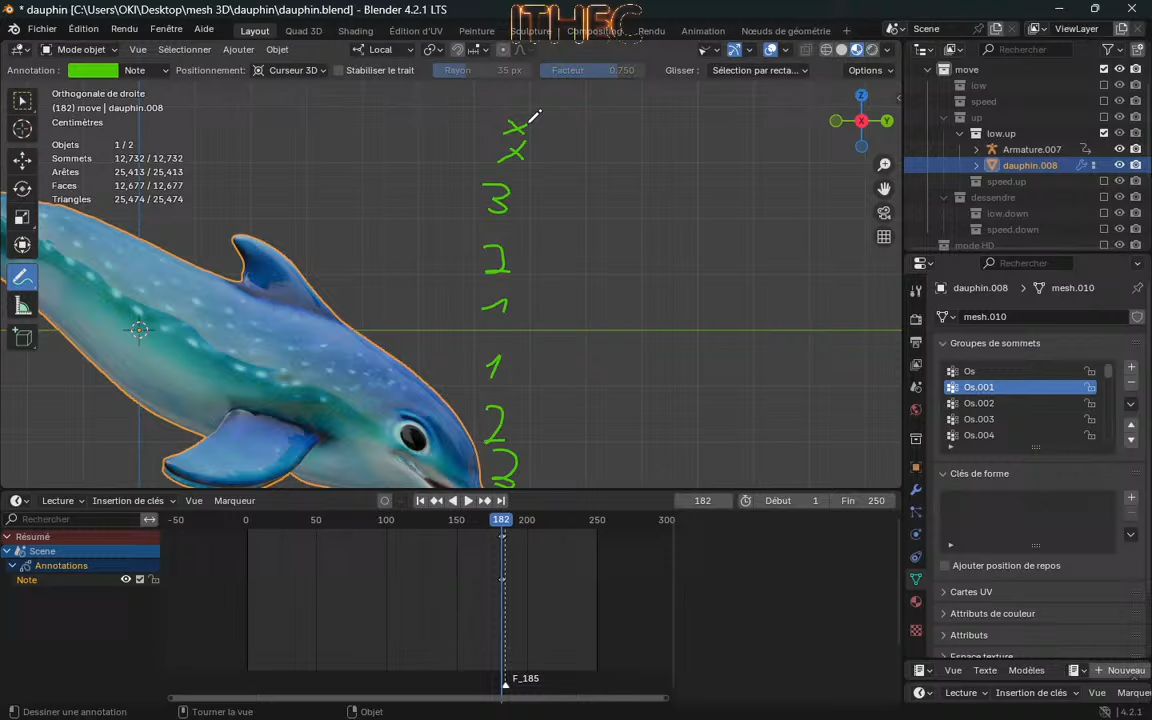 * dauphin [C:\Users\OKI\Desktop\mesh 3D\dauphin\dauphin.blend] - Blender 4.2.1 LTS
ITHEC
Fichier Édition Rendu Fenêtre Aide Layout Quad UV Shading Édition d'UV Peinture Sculpture Compositing Rendu Animation Nœuds de géométrie + Scene ViewLayer
Mode objet Vue Sélectionner Ajouter Objet Local Rechercher
Annotation : Note Positionnement: Curseur 3D Stabiliser le trait Rayon 35 px Facteur 0.750 Glisser : Sélection par recta... Options
Orthogonale de droite
(182) move | dauphin.008
Centimètres
Objets 1 / 2
Sommets 12,732 / 12,732
Arêtes 25,413 / 25,413
Faces 12,677 / 12,677
Triangles 25,474 / 25,474
Z
X
Y
x
x
3
2
1
1
2
3
move
low
speed
up
low.up
Armature.007
dauphin.008
speed.up
dessendre
low.down
speed.down
mode HD
Rechercher
dauphin.008 > mesh.010
mesh.010
Groupes de sommets
Os
Os.001
Os.002
Os.003
Os.004
Clés de forme
Ajouter position de repos
Cartes UV
Attributs de couleur
Attributs
Espace texture
Vue Texte Modèles + Nouveau
Lecture Insertion de clés Vue Marque
Lecture Insertion de clés Vue Marqueur 182 Début 1 Fin 250
Rechercher -50 0 50 100 150 182 200 250 300
Résumé
Scene
Annotations
Note
F_185
Dessiner une annotation Tourner la vue Objet 4.2.1